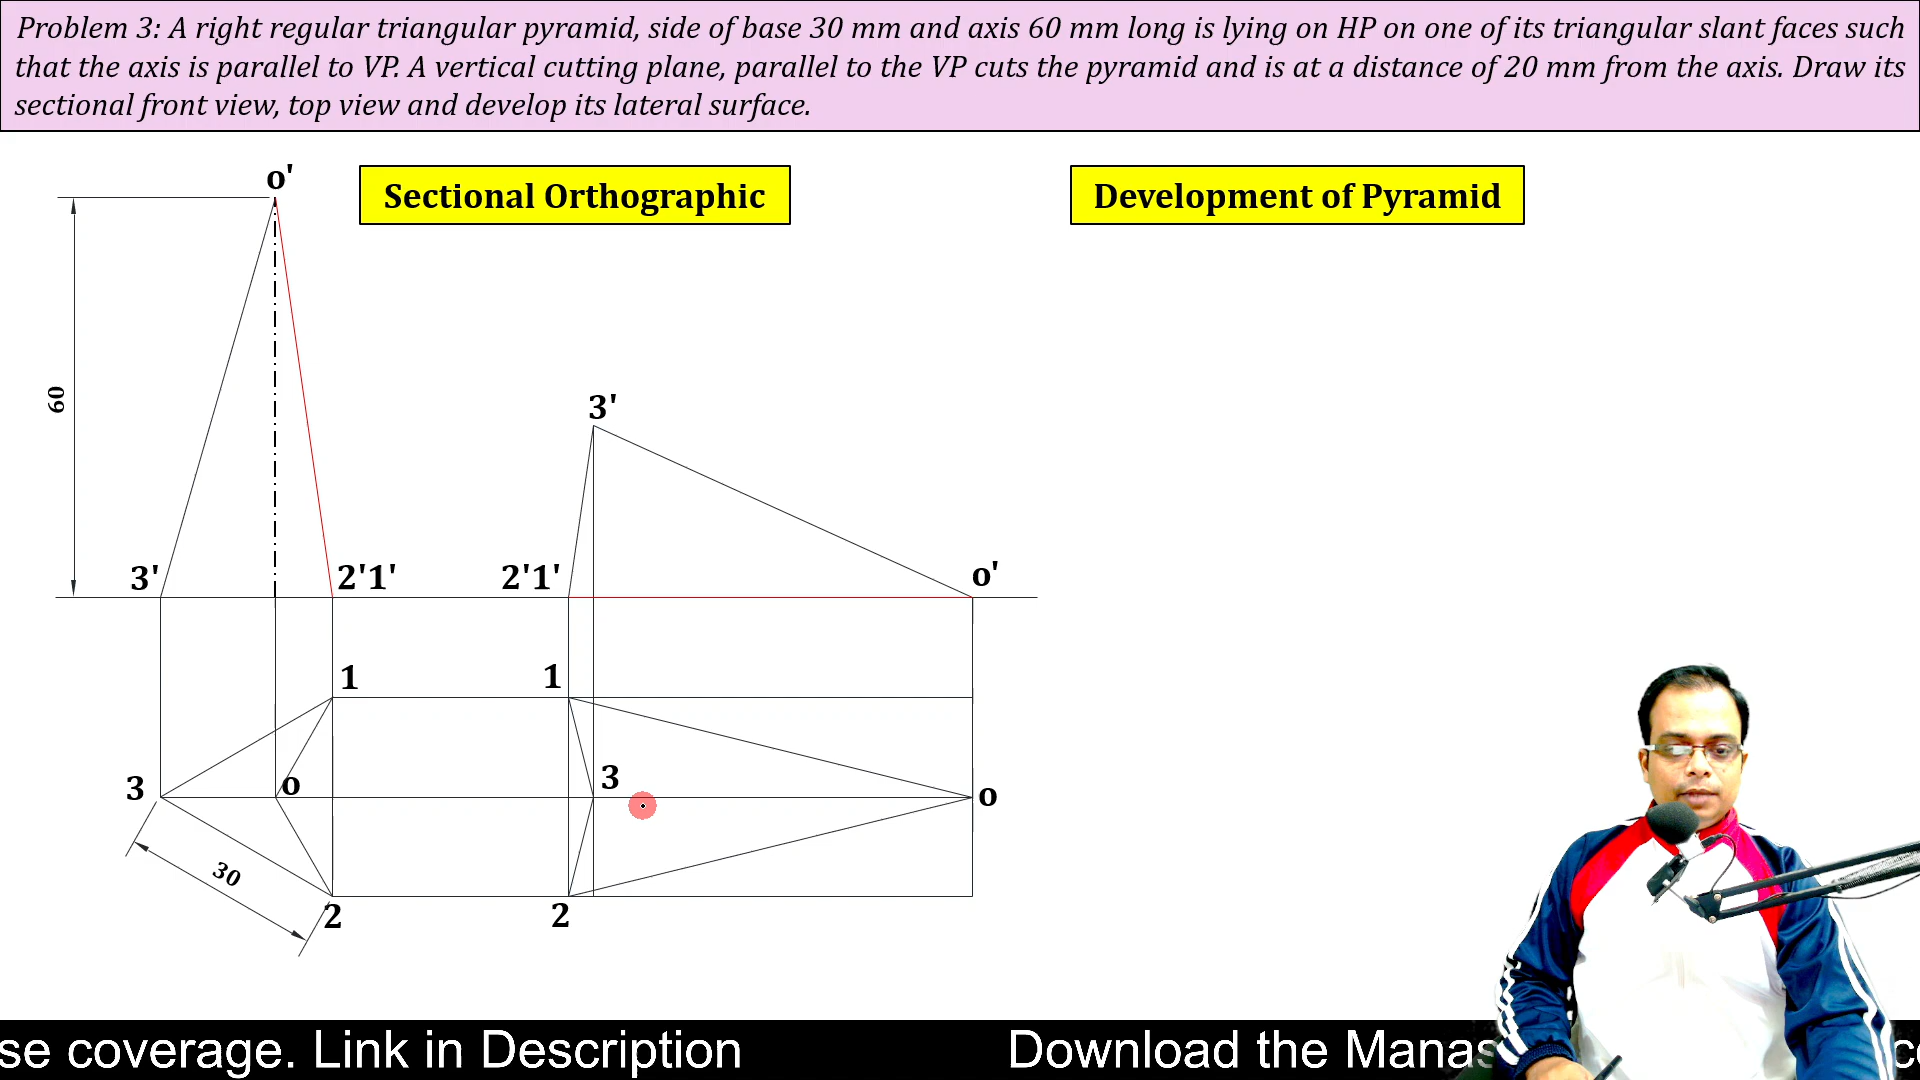 Problem 3: A right regular triangular pyramid, side of base 30 mm and axis 60 mm long is lying on HP on one of its triangular slant faces such
that the axis is parallel to VP. A vertical cutting plane, parallel to the VP cuts the pyramid and is at a distance of 20 mm from the axis. Draw its
sectional front view, top view and develop its lateral surface.
o'
Sectional Orthographic
Development of Pyramid
60
3'
3'
2'1'
2'1'
o'
1
1
3
o
3
o
30
2
2
se coverage. Link in Description
Download the Manas